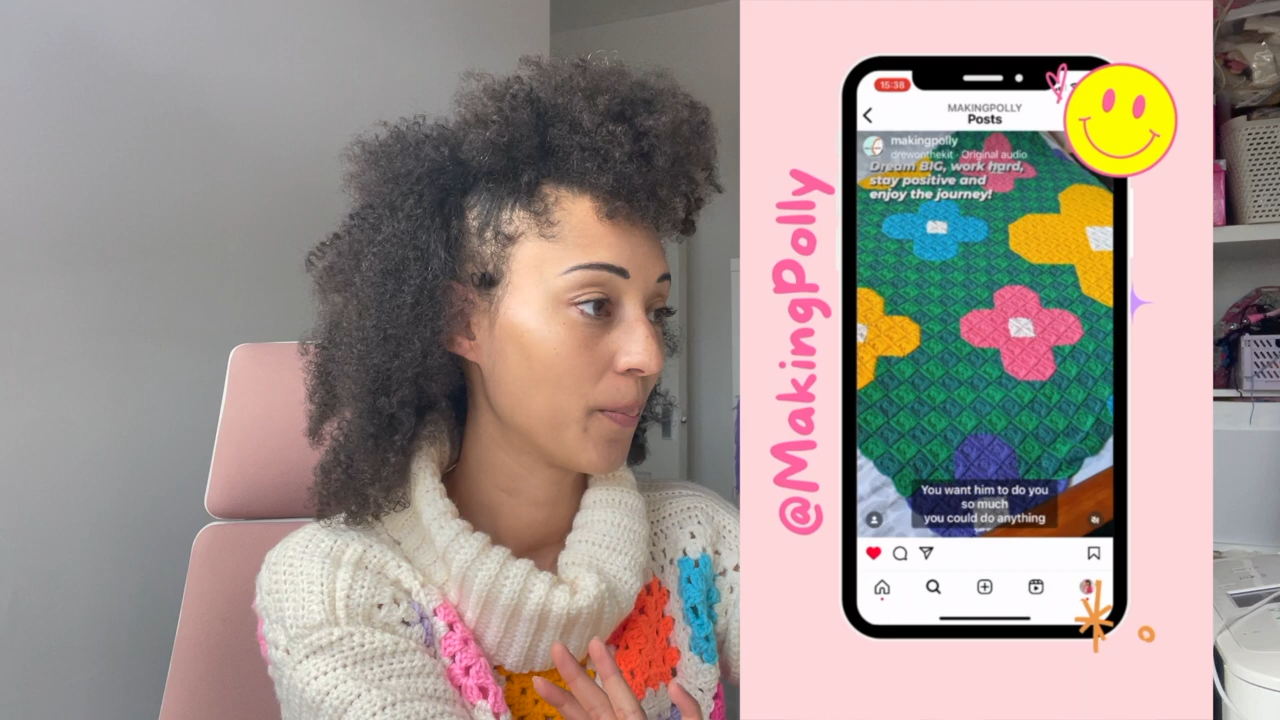 @MakingPolly
15:38
MAKINGPOLLY
Posts
makingpolly
drewonthekit · Original audio
Dream BIG, work hard,
stay positive and
enjoy the journey!
You want him to do you
so much
you could do anything